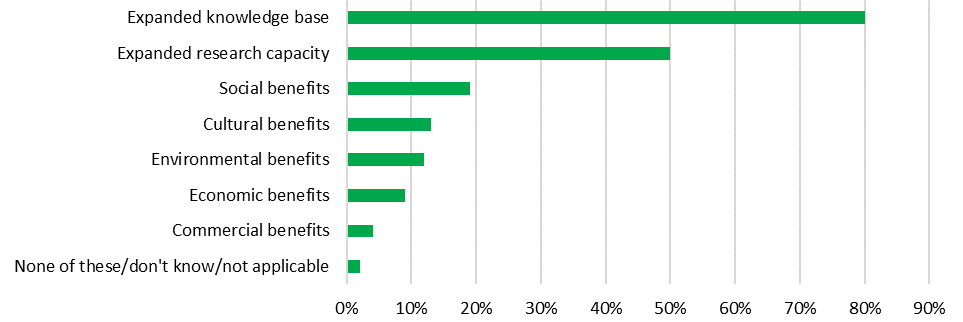 Expanded knowledge base
Expanded research capacity
Social benefits
Cultural benefits
Environmental benefits
Economic benefits
Commercial benefits
None of these/don't know/not applicable
0% 10% 20% 30% 40% 50% 60% 70% 80% 90%